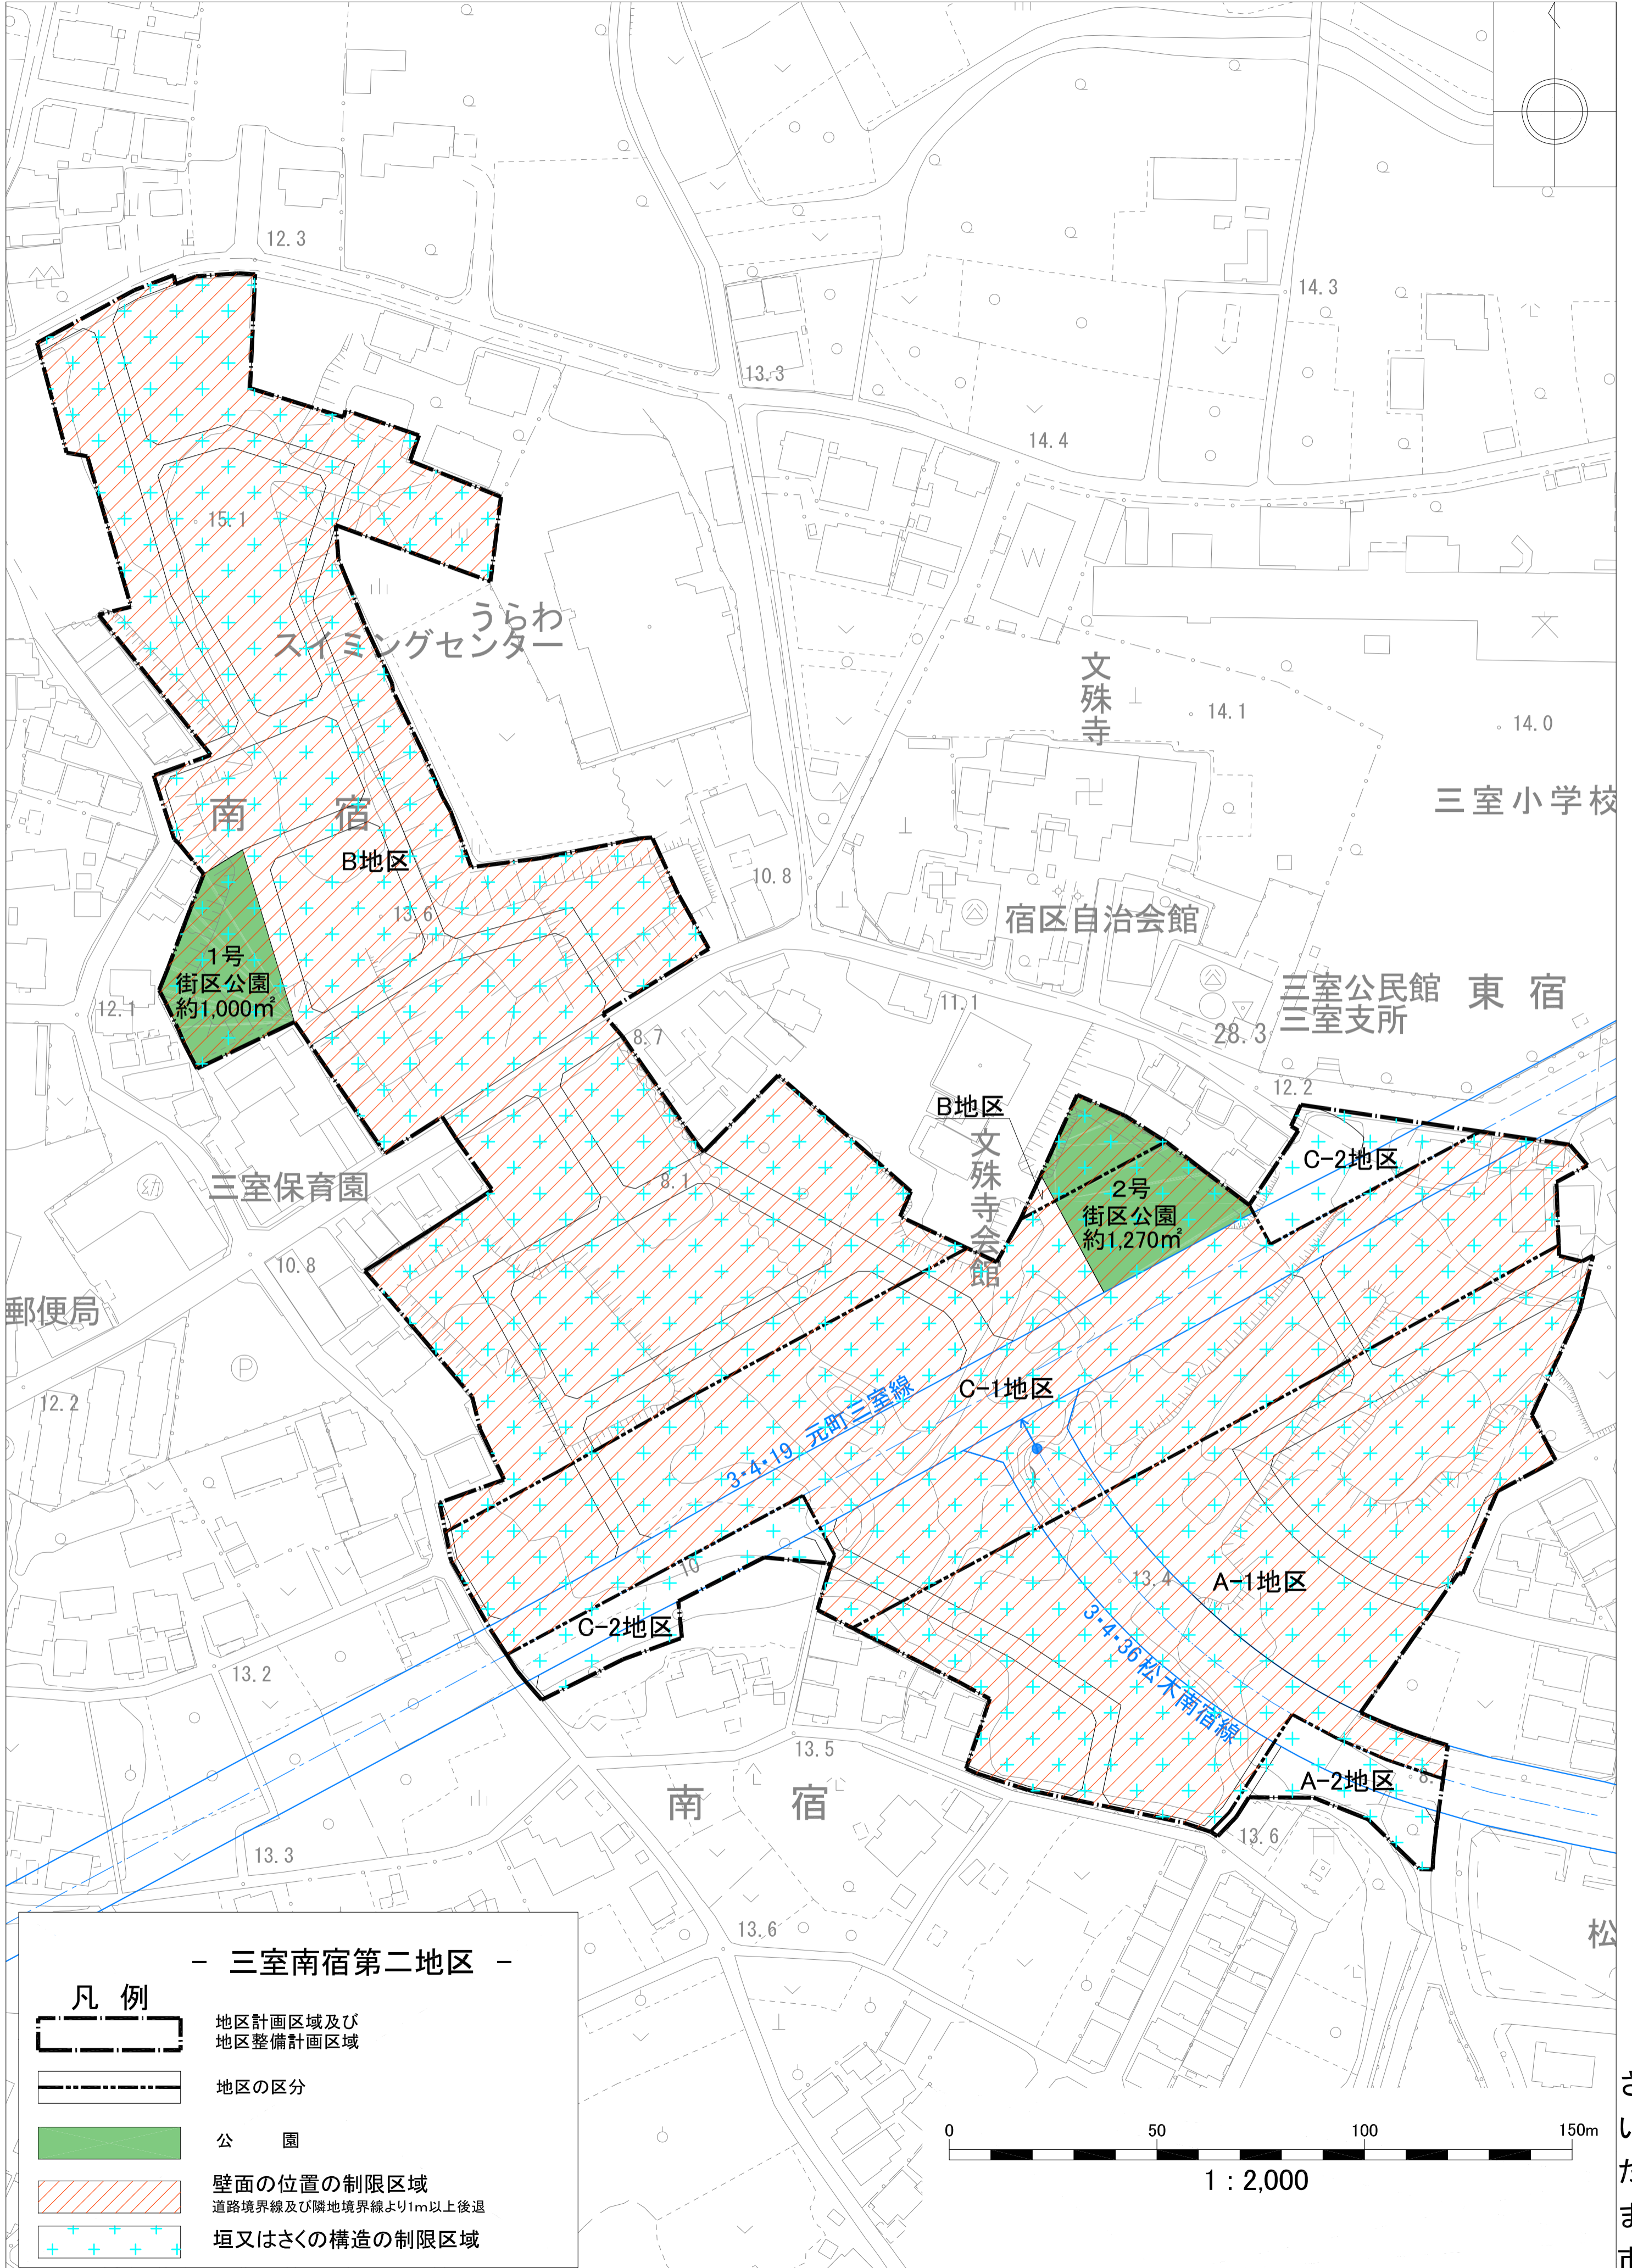 12.3
14.3
13.3
14.4
15.1
うらわ
スイミングセンター
文殊寺
14.1
14.0
三室小学校
南宿
B地区
10.8
13.6
宿区自治会館
1号
街区公園
約1,000㎡
12.1
11.1
三室公民館
三室支所
東宿
28.3
8.7
12.2
B地区
文殊寺会館
C-2地区
8.1
三室保育園
幼
2号
街区公園
約1,270㎡
10.8
郵便局
P
12.2
C-1地区
3・4・19 元町三室線
10
13.4
A-1地区
C-2地区
3・4・36松木南宿線
13.2
13.5
A-2地区
南宿
13.6
13.3
13.6
松
- 三室南宿第二地区 -
凡例
地区計画区域及び
地区整備計画区域
地区の区分
公園
壁面の位置の制限区域
道路境界線及び隣地境界線より1m以上後退
垣又はさくの構造の制限区域
0 50 100 150m
1 : 2,000